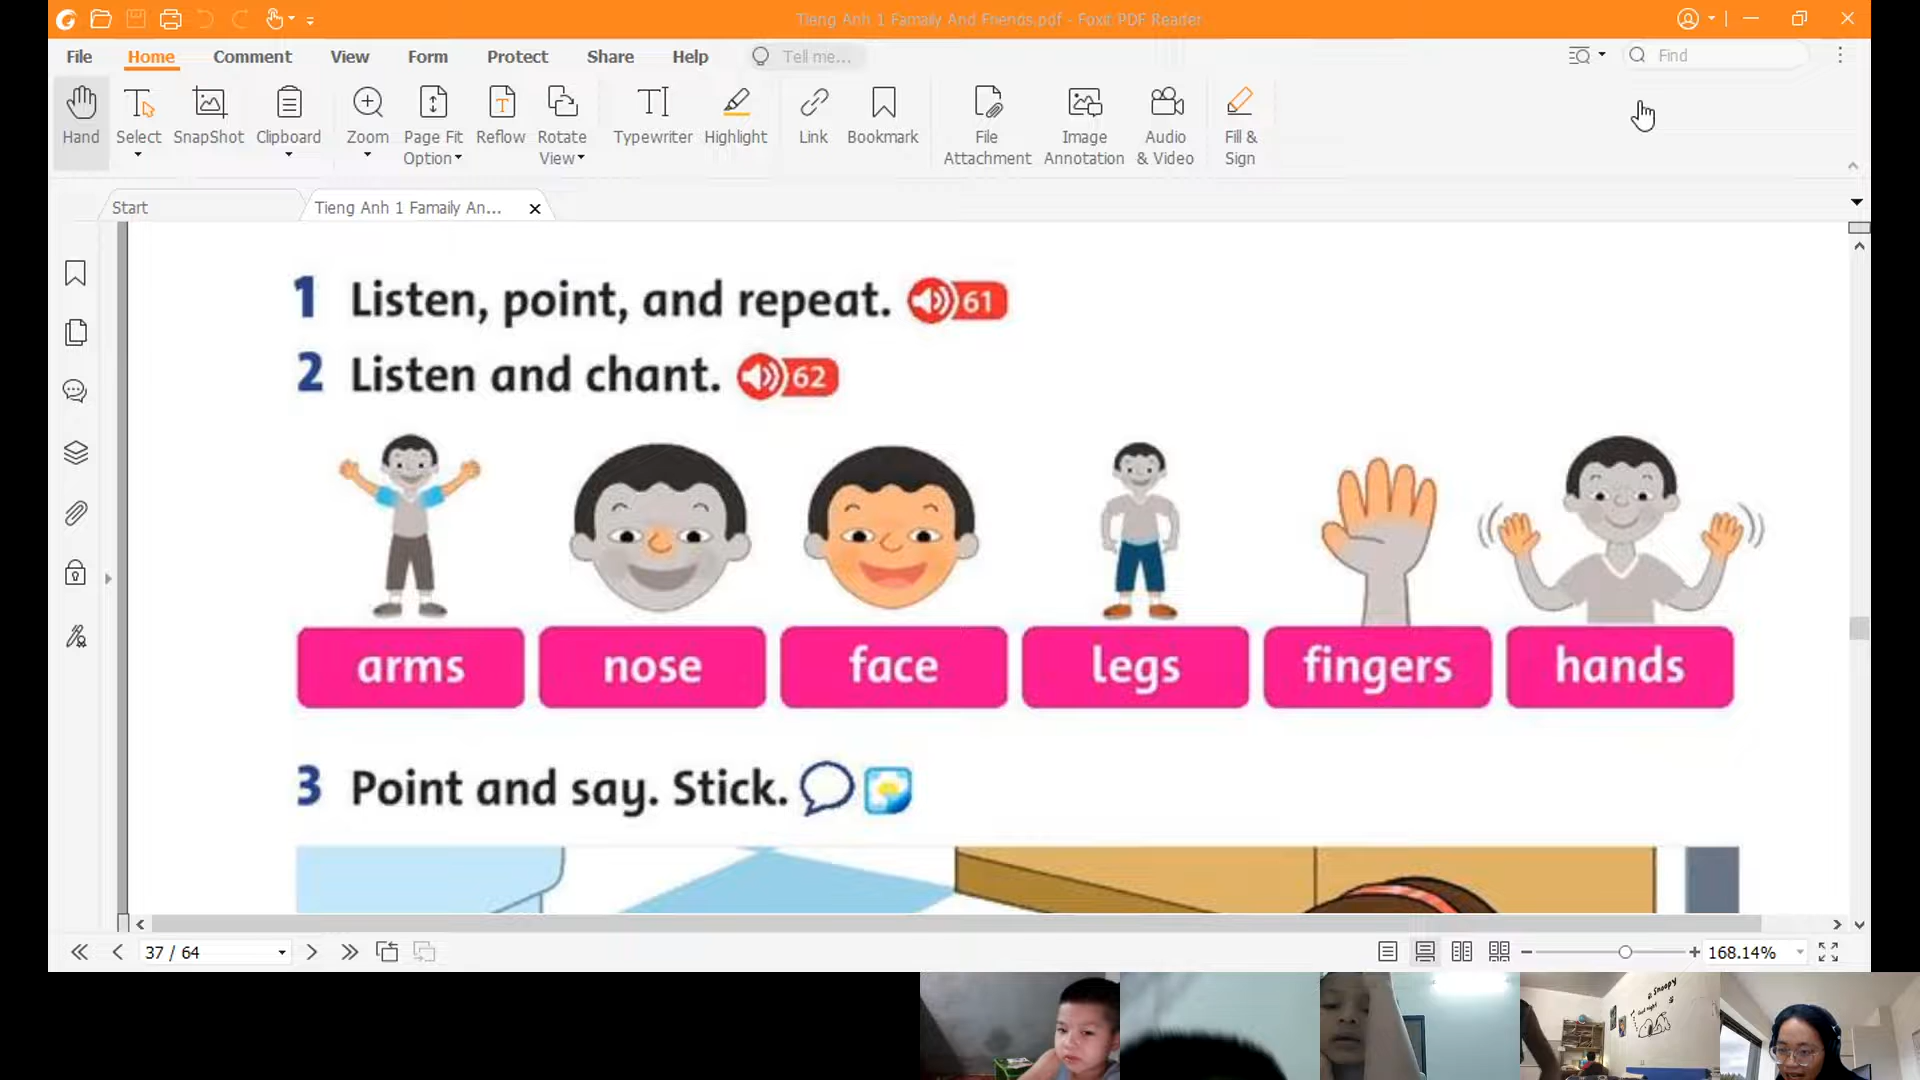 Tieng Anh 1 Famaily And Friends.pdf - Foxit PDF Reader
File Home Comment View Form Protect Share Help Tell me... Find
Hand Select SnapShot Clipboard Zoom Page Fit Option Reflow Rotate View Typewriter Highlight Link Bookmark File Attachment Image Annotation Audio & Video Fill & Sign
Start Tieng Anh 1 Famaily An...
1 Listen, point, and repeat. 61
2 Listen and chant. 62
arms nose face legs fingers hands
3 Point and say. Stick.
37 / 64 168.14%
Snoopy